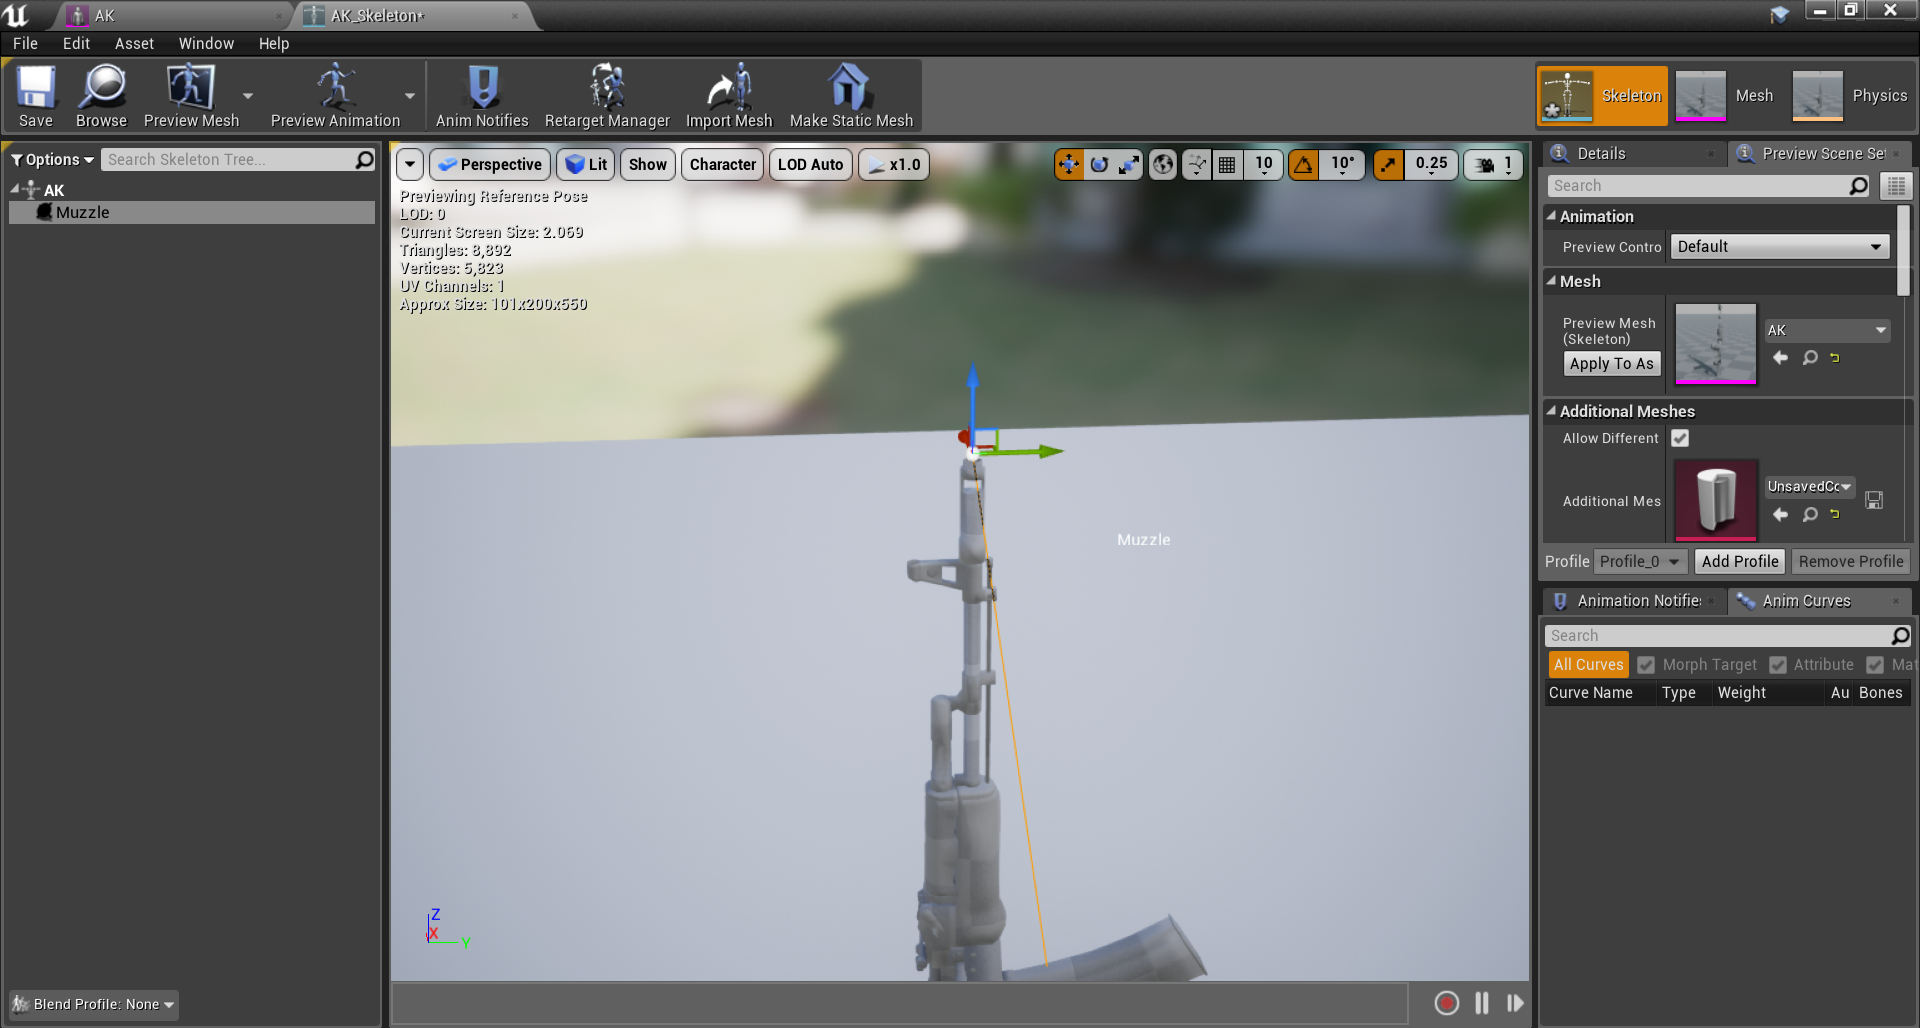 AK
AK_Skeleton*
File Edit Asset Window Help
Save
Browse
Preview Mesh
Preview Animation
Anim Notifies
Retarget Manager
Import Mesh
Make Static Mesh
Skeleton
Mesh
Physics
Options
Search Skeleton Tree...
AK
Muzzle
Perspective
Lit
Show
Character
LOD Auto
x1.0
10
10°
0.25
1
Previewing Reference Pose
LOD: 0
Current Screen Size: 2.069
Triangles: 8,892
Vertices: 5,823
UV Channels: 1
Approx Size: 101x200x550
Muzzle
Z
X
Y
Blend Profile: None
Details
Preview Scene Set
Search
Animation
Preview Contro
Default
Mesh
Preview Mesh
(Skeleton)
Apply To As
AK
Additional Meshes
Allow Different
Additional Mes
UnsavedCo
Profile
Profile_0
Add Profile
Remove Profile
Animation Notifie
Anim Curves
Search
All Curves
Morph Target
Attribute
Mat
Curve Name
Type
Weight
Au
Bones